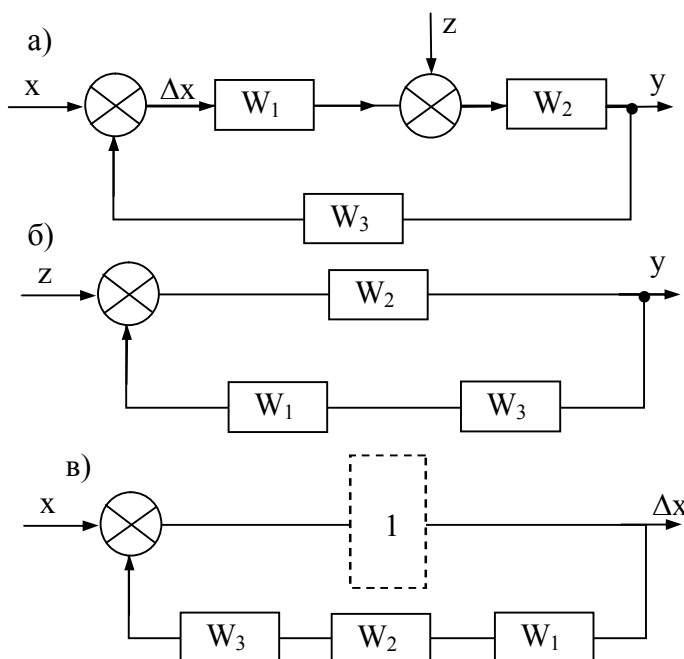 а)
z
x Δx W₁ W₂ y
W₃
б)
z W₂ y
W₁ W₃
в)
x 1 Δx
W₃ W₂ W₁